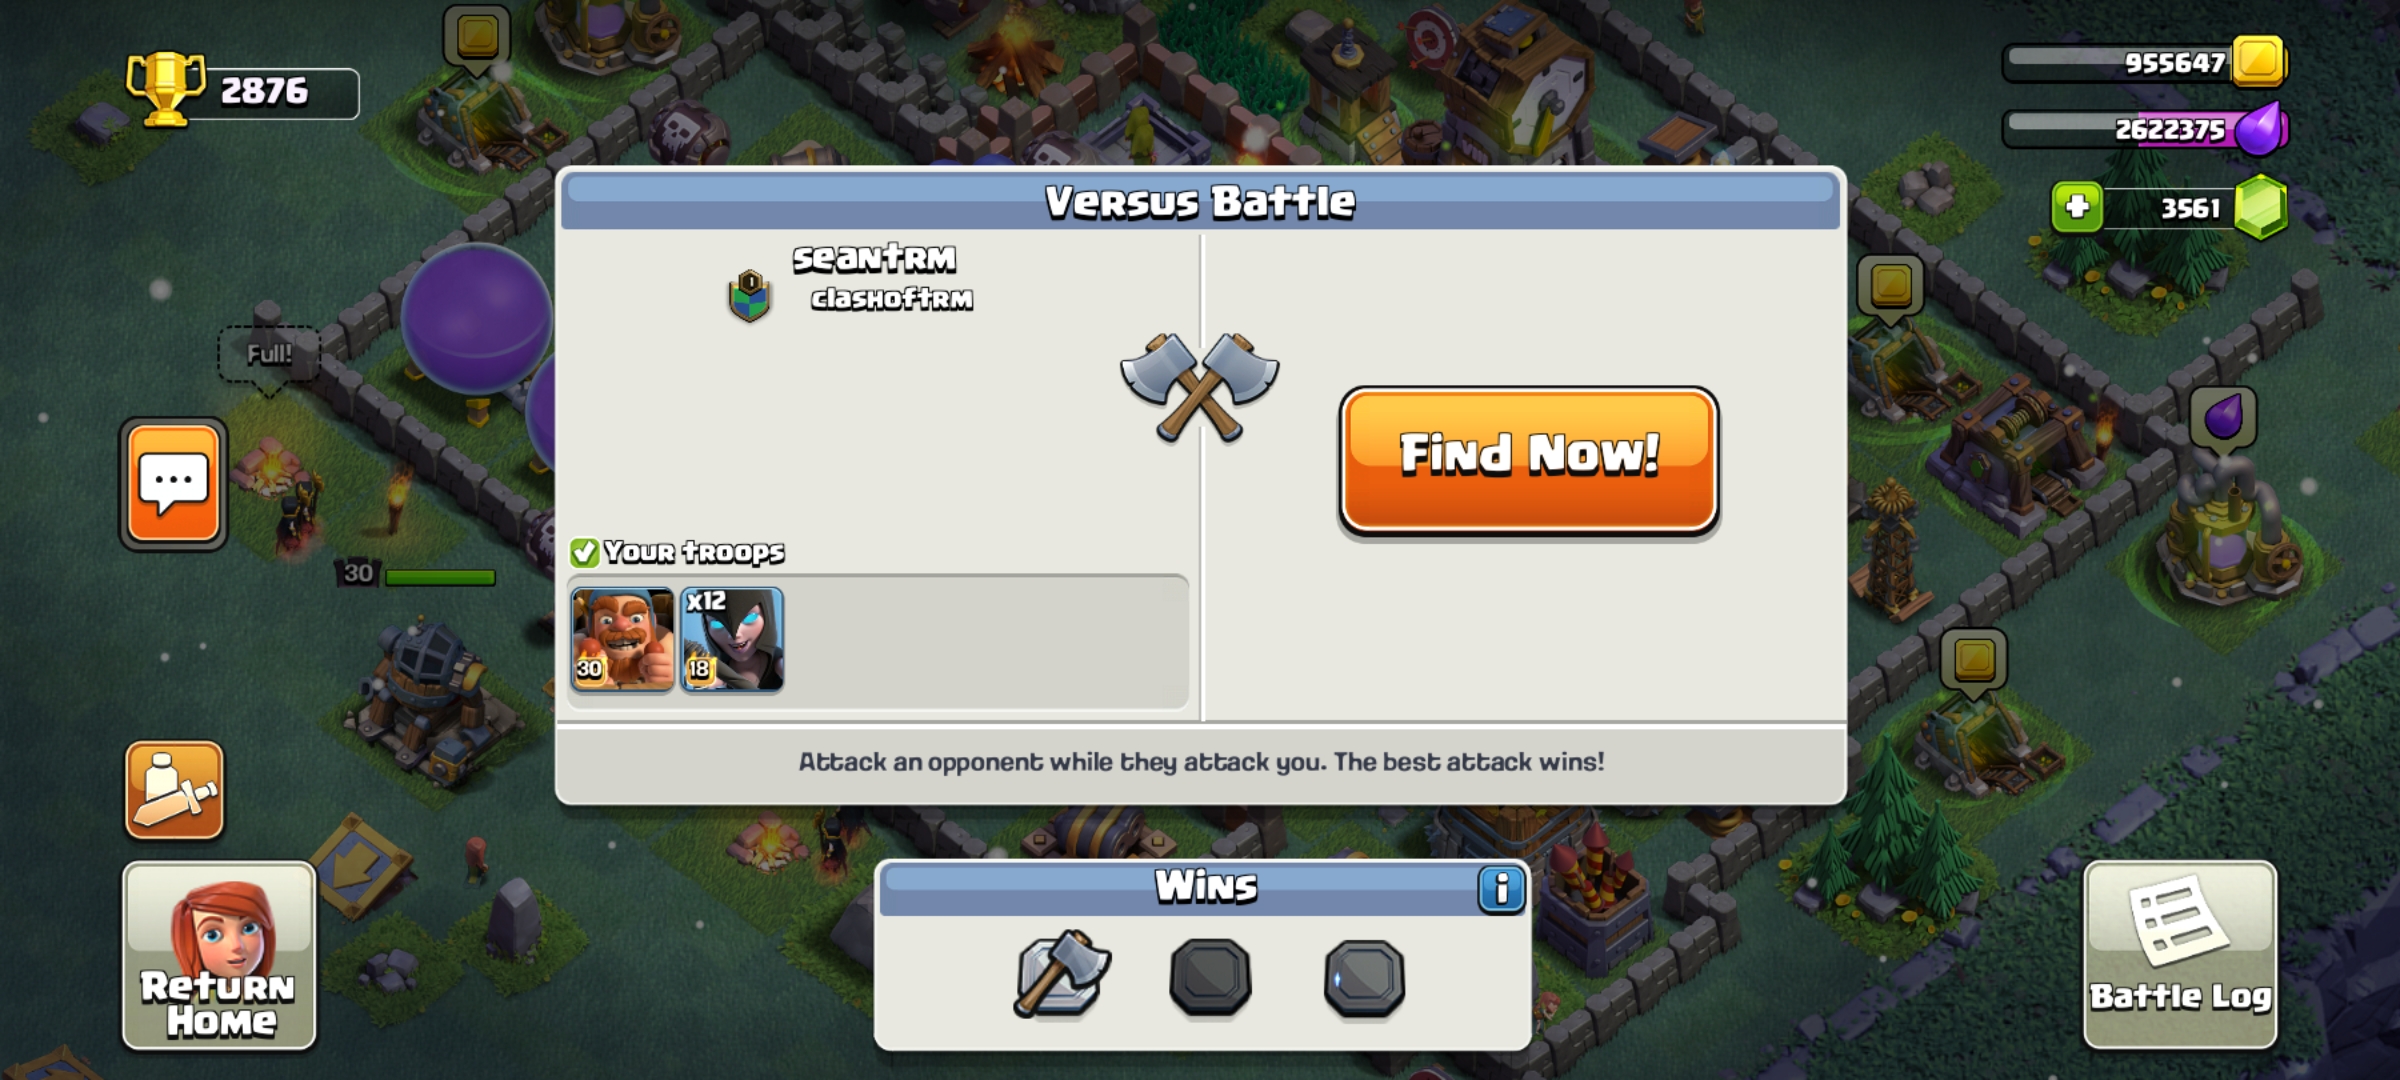 2876
955647
2622375
3561
Versus Battle
seantrm
1
clashoftrm
Full!
Find Now!
Your troops
30
30
x12
18
Attack an opponent while they attack you. The best attack wins!
Wins
i
Return
Home
Battle Log